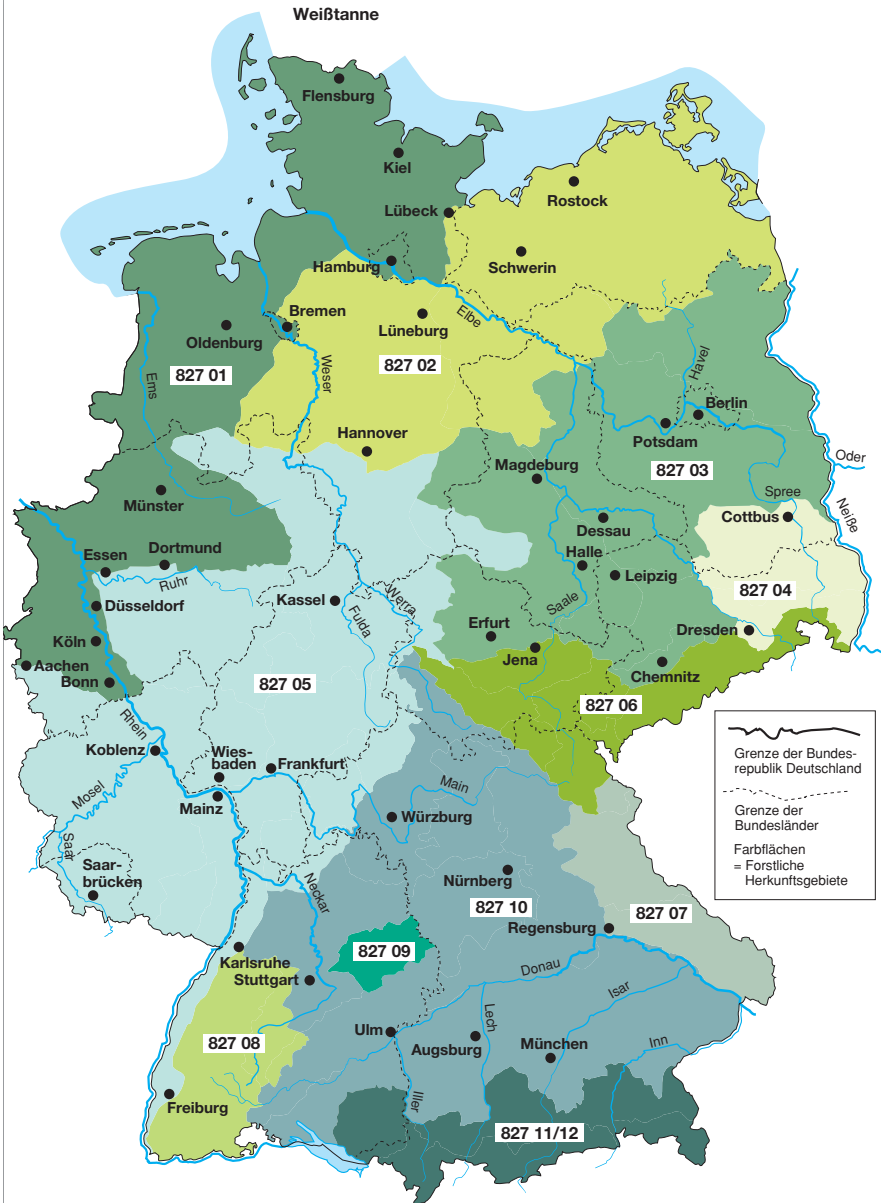 Weißtanne
Flensburg
Kiel
Lübeck
Rostock
Schwerin
Hamburg
Bremen
Oldenburg
Lüneburg
Elbe
827 01
827 02
Ems
Weser
Havel
Hannover
Berlin
Potsdam
Magdeburg
827 03
Oder
Spree
Neiße
Münster
Cottbus
Dessau
Essen
Dortmund
Halle
Ruhr
Leipzig
827 04
Düsseldorf
Kassel
Werra
Fulda
Saale
Erfurt
Dresden
Köln
Jena
Aachen
Bonn
Chemnitz
827 05
827 06
Rhein
Koblenz
Wies-
baden
Frankfurt
Mosel
Mainz
Main
Würzburg
Saar
Saar-
brücken
Neckar
Nürnberg
827 10
827 07
Regensburg
827 09
Karlsruhe
Stuttgart
Donau
Isar
Lech
Ulm
Augsburg
München
Inn
827 08
Iller
Freiburg
827 11/12
Grenze der Bundes-
republik Deutschland
Grenze der
Bundesländer
Farbflächen
= Forstliche
Herkunftsgebiete